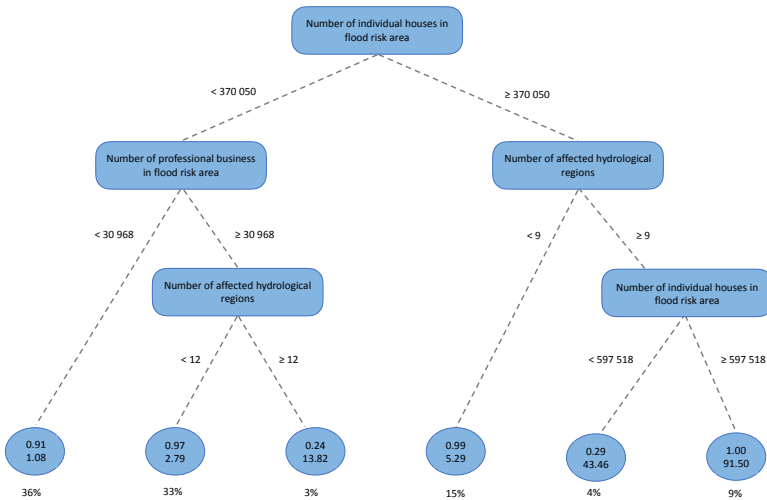 Number of individual houses in
flood risk area
< 370 050
≥ 370 050
Number of professional business
in flood risk area
Number of affected hydrological
regions
< 30 968
≥ 30 968
< 9
≥ 9
Number of affected hydrological
regions
Number of individual houses in
flood risk area
< 12
≥ 12
< 597 518
≥ 597 518
0.91
1.08
0.97
2.79
0.24
13.82
0.99
5.29
0.29
43.46
1.00
91.50
36%
33%
3%
15%
4%
9%